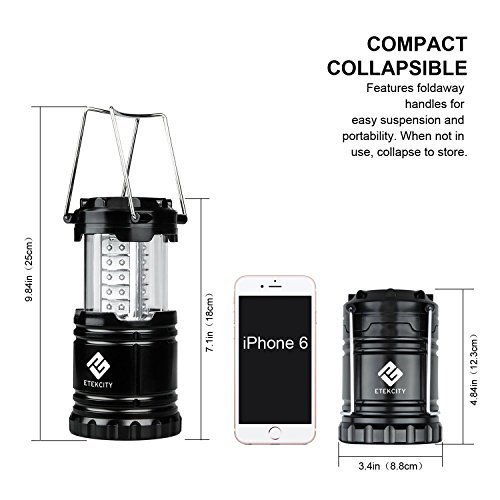 COMPACT
COLLAPSIBLE
Features foldaway
handles for
easy suspension and
portability. When not in
use, collapse to store.
9.84in (25cm)
7.1in (18cm)
iPhone 6
4.84in (12.3cm)
ETEKCITY
ETEKCITY
3.4in (8.8cm)